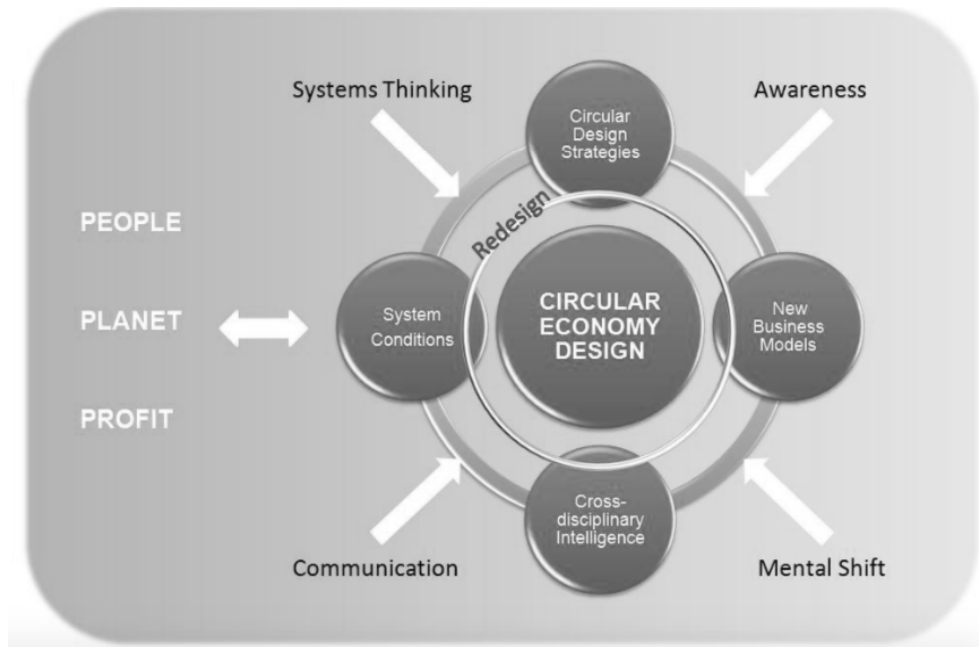 Systems Thinking
Awareness
Circular
Design
Strategies
Redesign
PEOPLE
PLANET
PROFIT
System
Conditions
CIRCULAR
ECONOMY
DESIGN
New
Business
Models
Cross-
disciplinary
Intelligence
Communication
Mental Shift